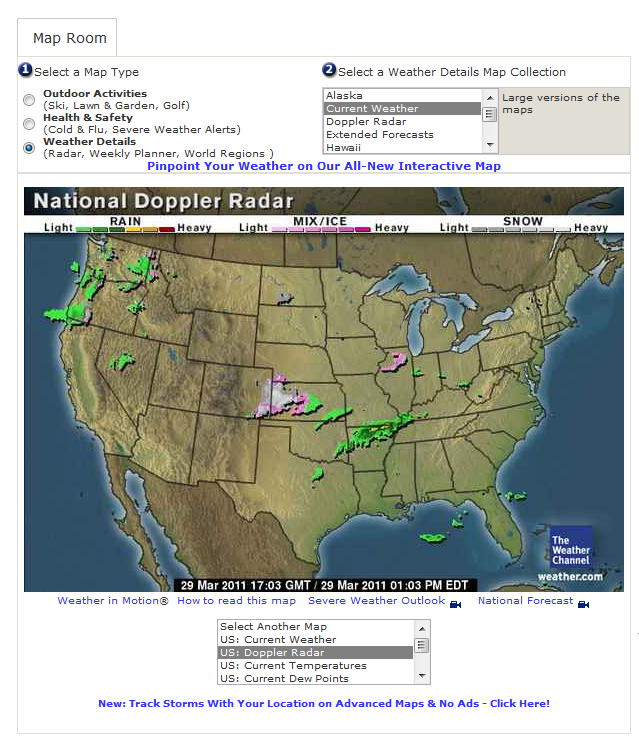 Map Room
1 Select a Map Type
Outdoor Activities
(Ski, Lawn & Garden, Golf)
Health & Safety
(Cold & Flu, Severe Weather Alerts)
Weather Details
(Radar, Weekly Planner, World Regions )
2 Select a Weather Details Map Collection
Alaska
Current Weather
Doppler Radar
Extended Forecasts
Hawaii
Large versions of the
maps
Pinpoint Your Weather on Our All-New Interactive Map
National Doppler Radar
RAIN MIX/ICE SNOW
Light Heavy Light Heavy Light Heavy
The
Weather
Channel
weather.com
29 Mar 2011 17:03 GMT / 29 Mar 2011 01:03 PM EDT
Weather in Motion® How to read this map Severe Weather Outlook National Forecast
Select Another Map
US: Current Weather
US: Doppler Radar
US: Current Temperatures
US: Current Dew Points
New: Track Storms With Your Location on Advanced Maps & No Ads - Click Here!